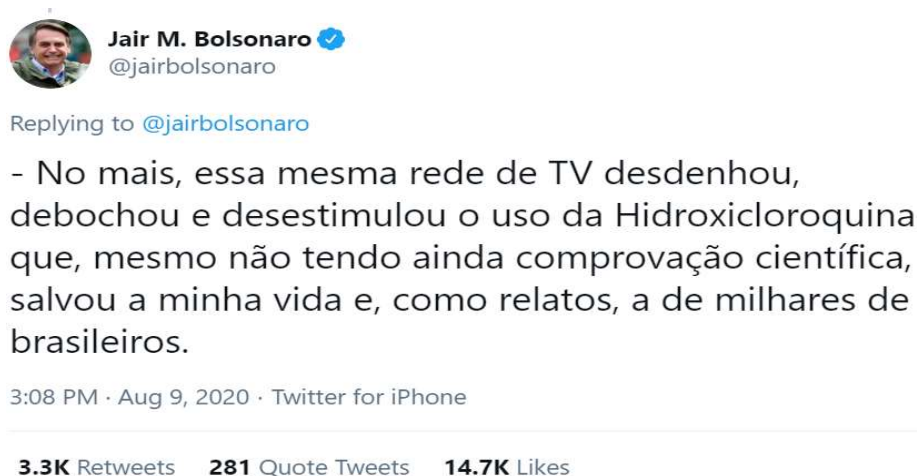 Jair M. Bolsonaro
@jairbolsonaro
Replying to @jairbolsonaro
- No mais, essa mesma rede de TV desdenhou,
debochou e desestimulou o uso da Hidroxicloroquina
que, mesmo não tendo ainda comprovação científica,
salvou a minha vida e, como relatos, a de milhares de
brasileiros.
3:08 PM · Aug 9, 2020 · Twitter for iPhone
3.3K Retweets 281 Quote Tweets 14.7K Likes